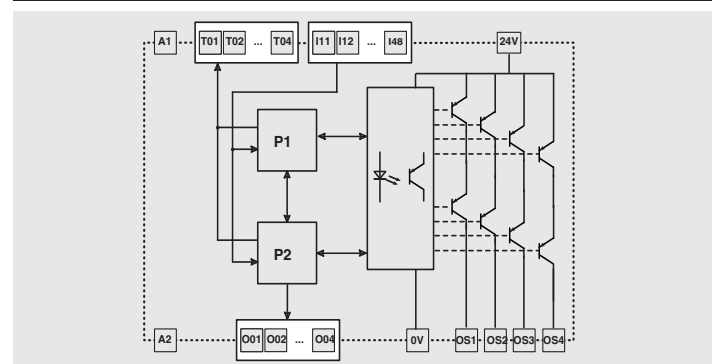 A1 T01 T02 ... T04 I11 I12 ... I48 24V
P1
P2
A2 O01 O02 ... O04 0V OS1 OS2 OS3 OS4